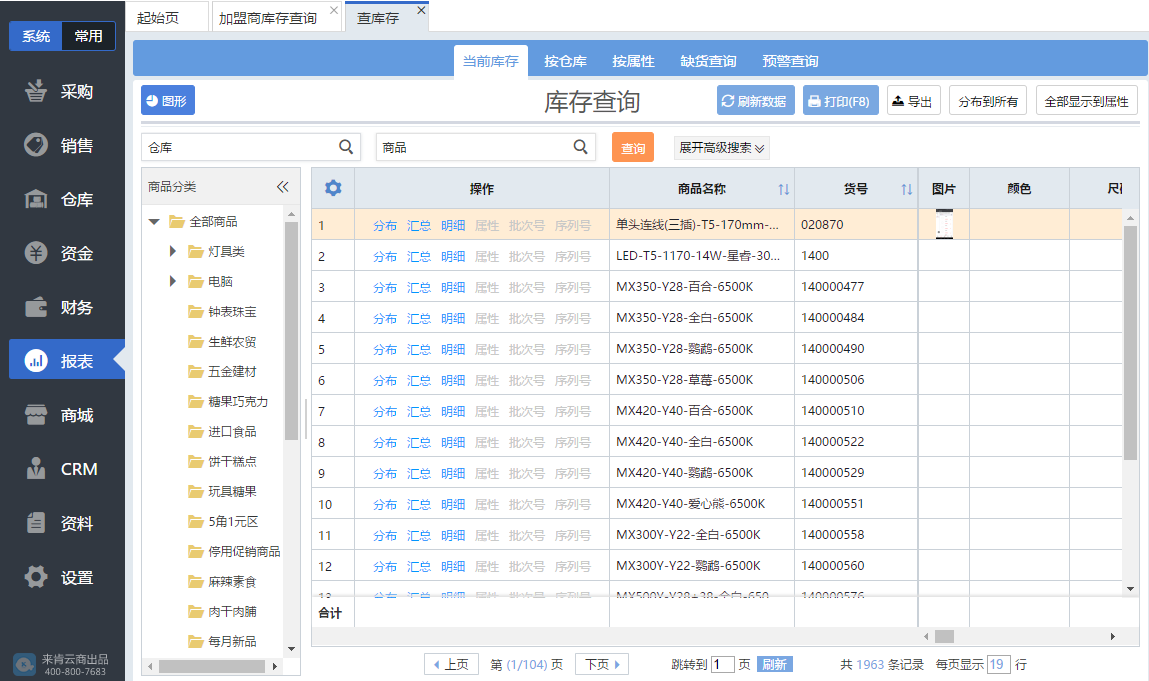 系统 常用
采购
销售
仓库
资金
财务
报表
商城
CRM
资料
设置
来肯云商出品
400-800-7683
起始页 加盟商库存查询 查库存
当前库存 按仓库 按属性 缺货查询 预警查询
图形 库存查询 刷新数据 打印(F8) 导出 分布到所有 全部显示到属性
仓库 商品 查询 展开高级搜索
商品分类
全部商品
灯具类
电脑
钟表珠宝
生鲜农贸
五金建材
糖果巧克力
进口食品
饼干糕点
玩具糖果
5角1元区
停用促销商品
麻辣素食
肉干肉脯
每月新品
操作 商品名称 货号 图片 颜色
1 分布 汇总 明细 属性 批次号 序列号 单头连线(三插)-T5-170mm-... 020870
2 分布 汇总 明细 属性 批次号 序列号 LED-T5-1170-14W-星睿-30... 1400
3 分布 汇总 明细 属性 批次号 序列号 MX350-Y28-百合-6500K 140000477
4 分布 汇总 明细 属性 批次号 序列号 MX350-Y28-全白-6500K 140000484
5 分布 汇总 明细 属性 批次号 序列号 MX350-Y28-鹦鹉-6500K 140000490
6 分布 汇总 明细 属性 批次号 序列号 MX350-Y28-草莓-6500K 140000506
7 分布 汇总 明细 属性 批次号 序列号 MX420-Y40-百合-6500K 140000510
8 分布 汇总 明细 属性 批次号 序列号 MX420-Y40-全白-6500K 140000522
9 分布 汇总 明细 属性 批次号 序列号 MX420-Y40-鹦鹉-6500K 140000529
10 分布 汇总 明细 属性 批次号 序列号 MX420-Y40-爱心熊-6500K 140000551
11 分布 汇总 明细 属性 批次号 序列号 MX300Y-Y22-全白-6500K 140000558
12 分布 汇总 明细 属性 批次号 序列号 MX300Y-Y22-鹦鹉-6500K 140000560
13 分布 汇总 明细 属性 批次号 序列号 MX500Y-Y28+38-全白-650... 140000576
合计
上页 第 (1/104) 页 下页 跳转到 1 页 刷新 共 1963 条记录 每页显示 19 行